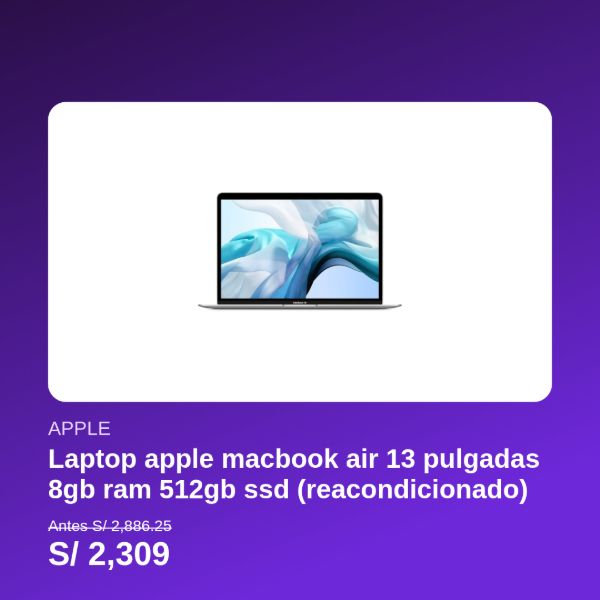 APPLE
Laptop apple macbook air 13 pulgadas
8gb ram 512gb ssd (reacondicionado)
Antes S/ 2,886.25
S/ 2,309